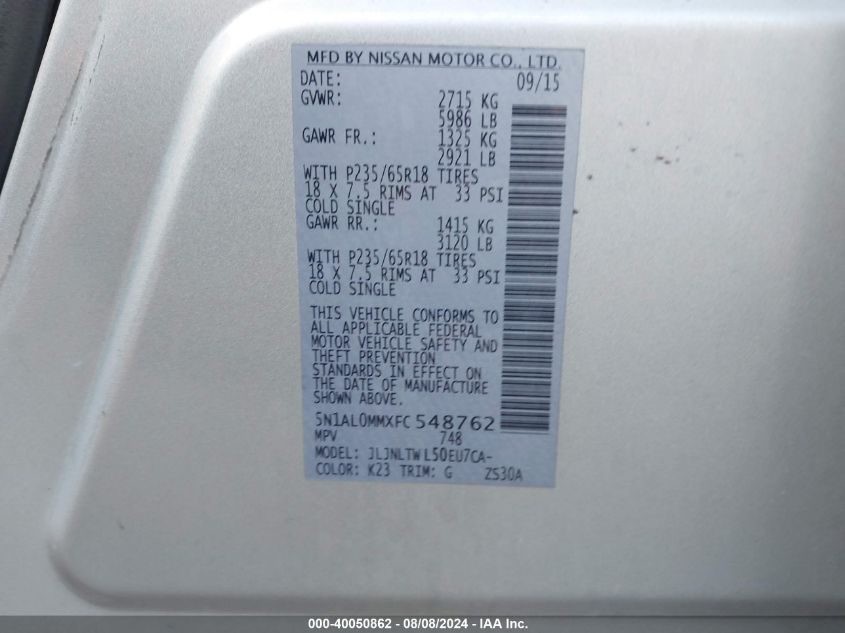 MFD BY NISSAN MOTOR CO., LTD.
DATE: 09/15
GVWR: 2715 KG
5986 LB
GAWR FR.: 1325 KG
2921 LB
WITH P235/65R18 TIRES
18 X 7.5 RIMS AT 33 PSI
COLD SINGLE
GAWR RR.: 1415 KG
3120 LB
WITH P235/65R18 TIRES
18 X 7.5 RIMS AT 33 PSI
COLD SINGLE
THIS VEHICLE CONFORMS TO
ALL APPLICABLE FEDERAL
MOTOR VEHICLE SAFETY AND
THEFT PREVENTION
STANDARDS IN EFFECT ON
THE DATE OF MANUFACTURE
SHOWN ABOVE.
5N1AL0MMXFC 548762
MPV 748
MODEL: JLJNLTW L50EU7CA-
COLOR: K23 TRIM: G ZS30A
000-40050862 - 08/08/2024 - IAA Inc.